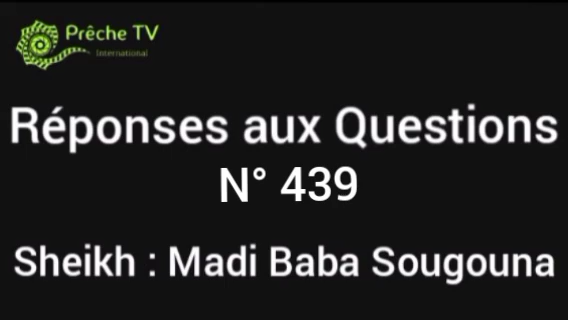 Prêche TV
International
Réponses aux Questions
N° 439
Sheikh : Madi Baba Sougouna